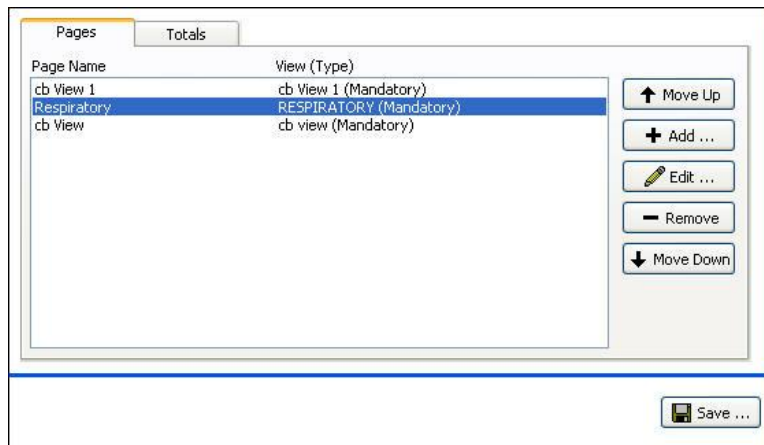 Pages Totals
Page Name View (Type)
cb View 1 cb View 1 (Mandatory)
Respiratory RESPIRATORY (Mandatory)
cb View cb view (Mandatory)
Move Up
Add ...
Edit ...
Remove
Move Down
Save ...